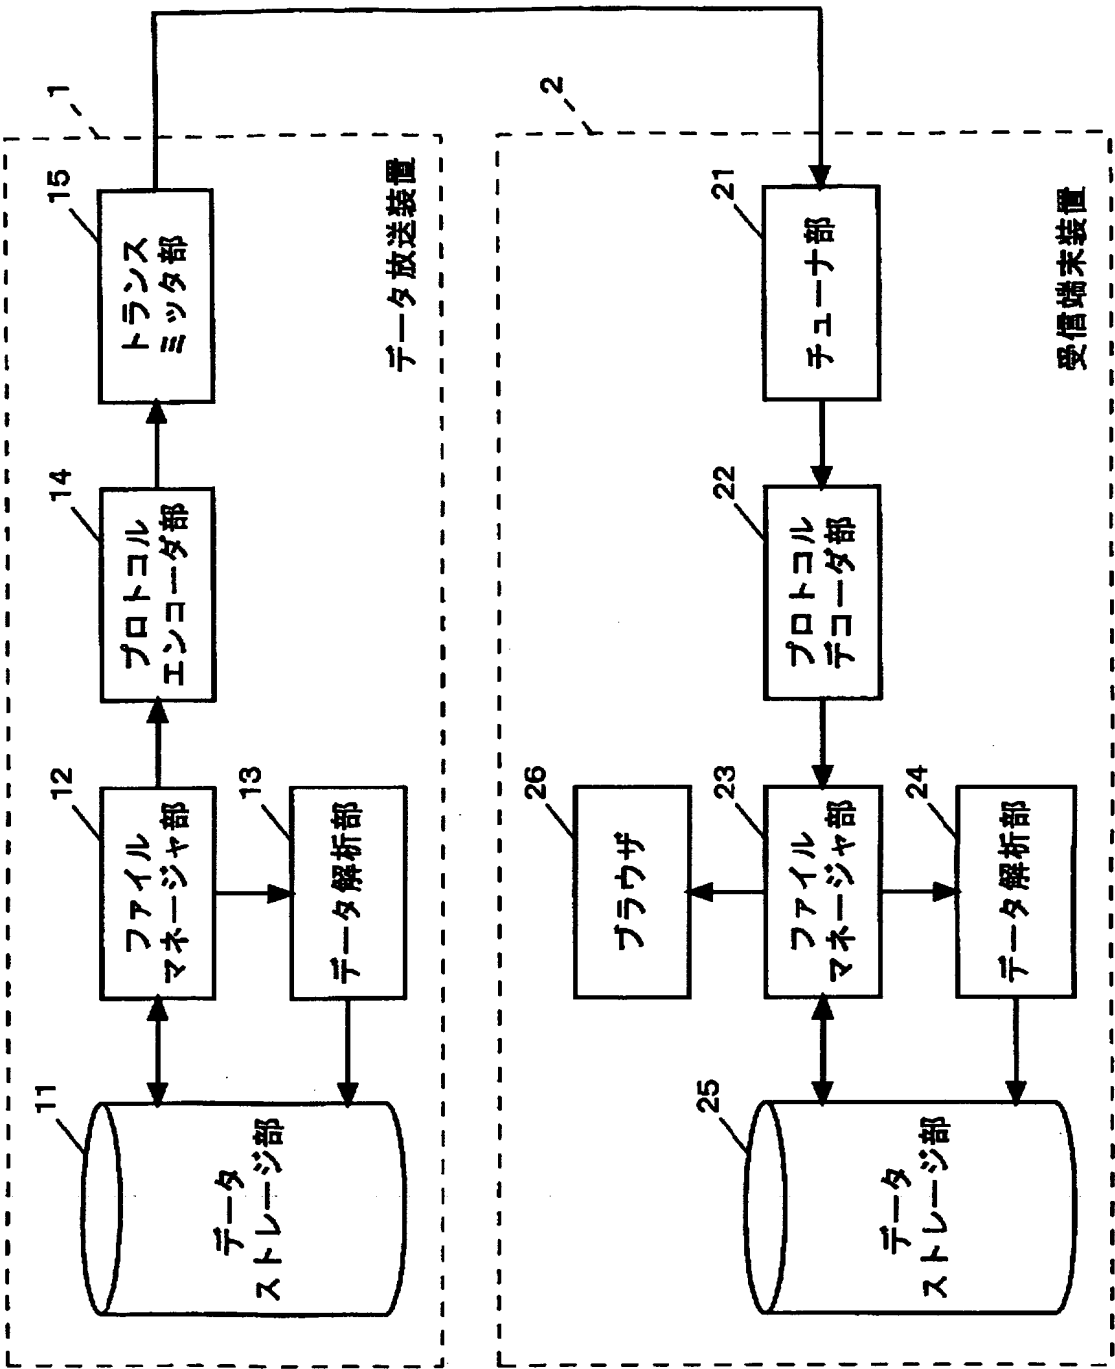 1
11
データ
ストレージ部
12
ファイル
マネージャ部
13
データ解析部
14
プロトコル
エンコーダ部
15
トランス
ミッタ部
データ放送装置
2
25
データ
ストレージ部
26
ブラウザ
23
ファイル
マネージャ部
24
データ解析部
22
プロトコル
デコーダ部
21
チューナ部
受信端末装置